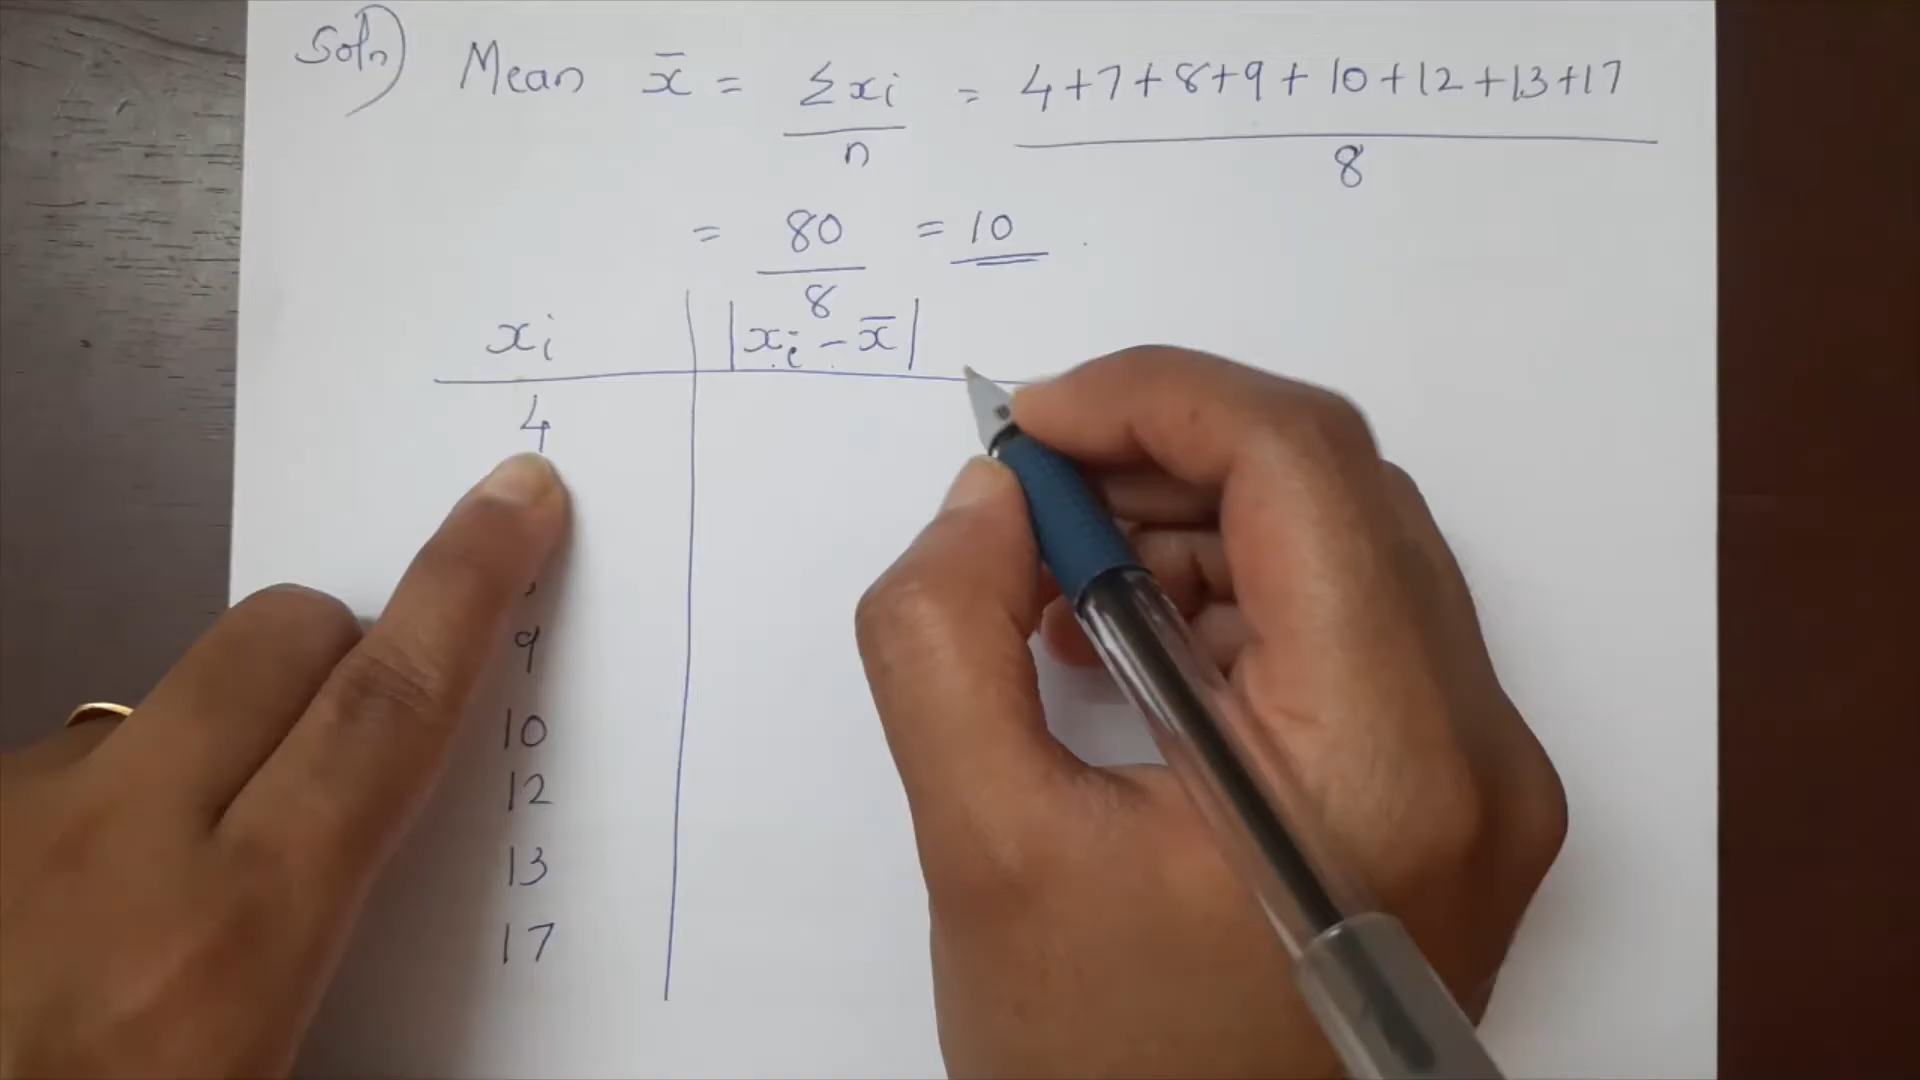 Soln) Mean x̄ = Σxi / n = 4+7+8+9+10+12+13+17 / 8
= 80 / 8 = 10
xi |xi - x̄|
4
9
10
12
13
17